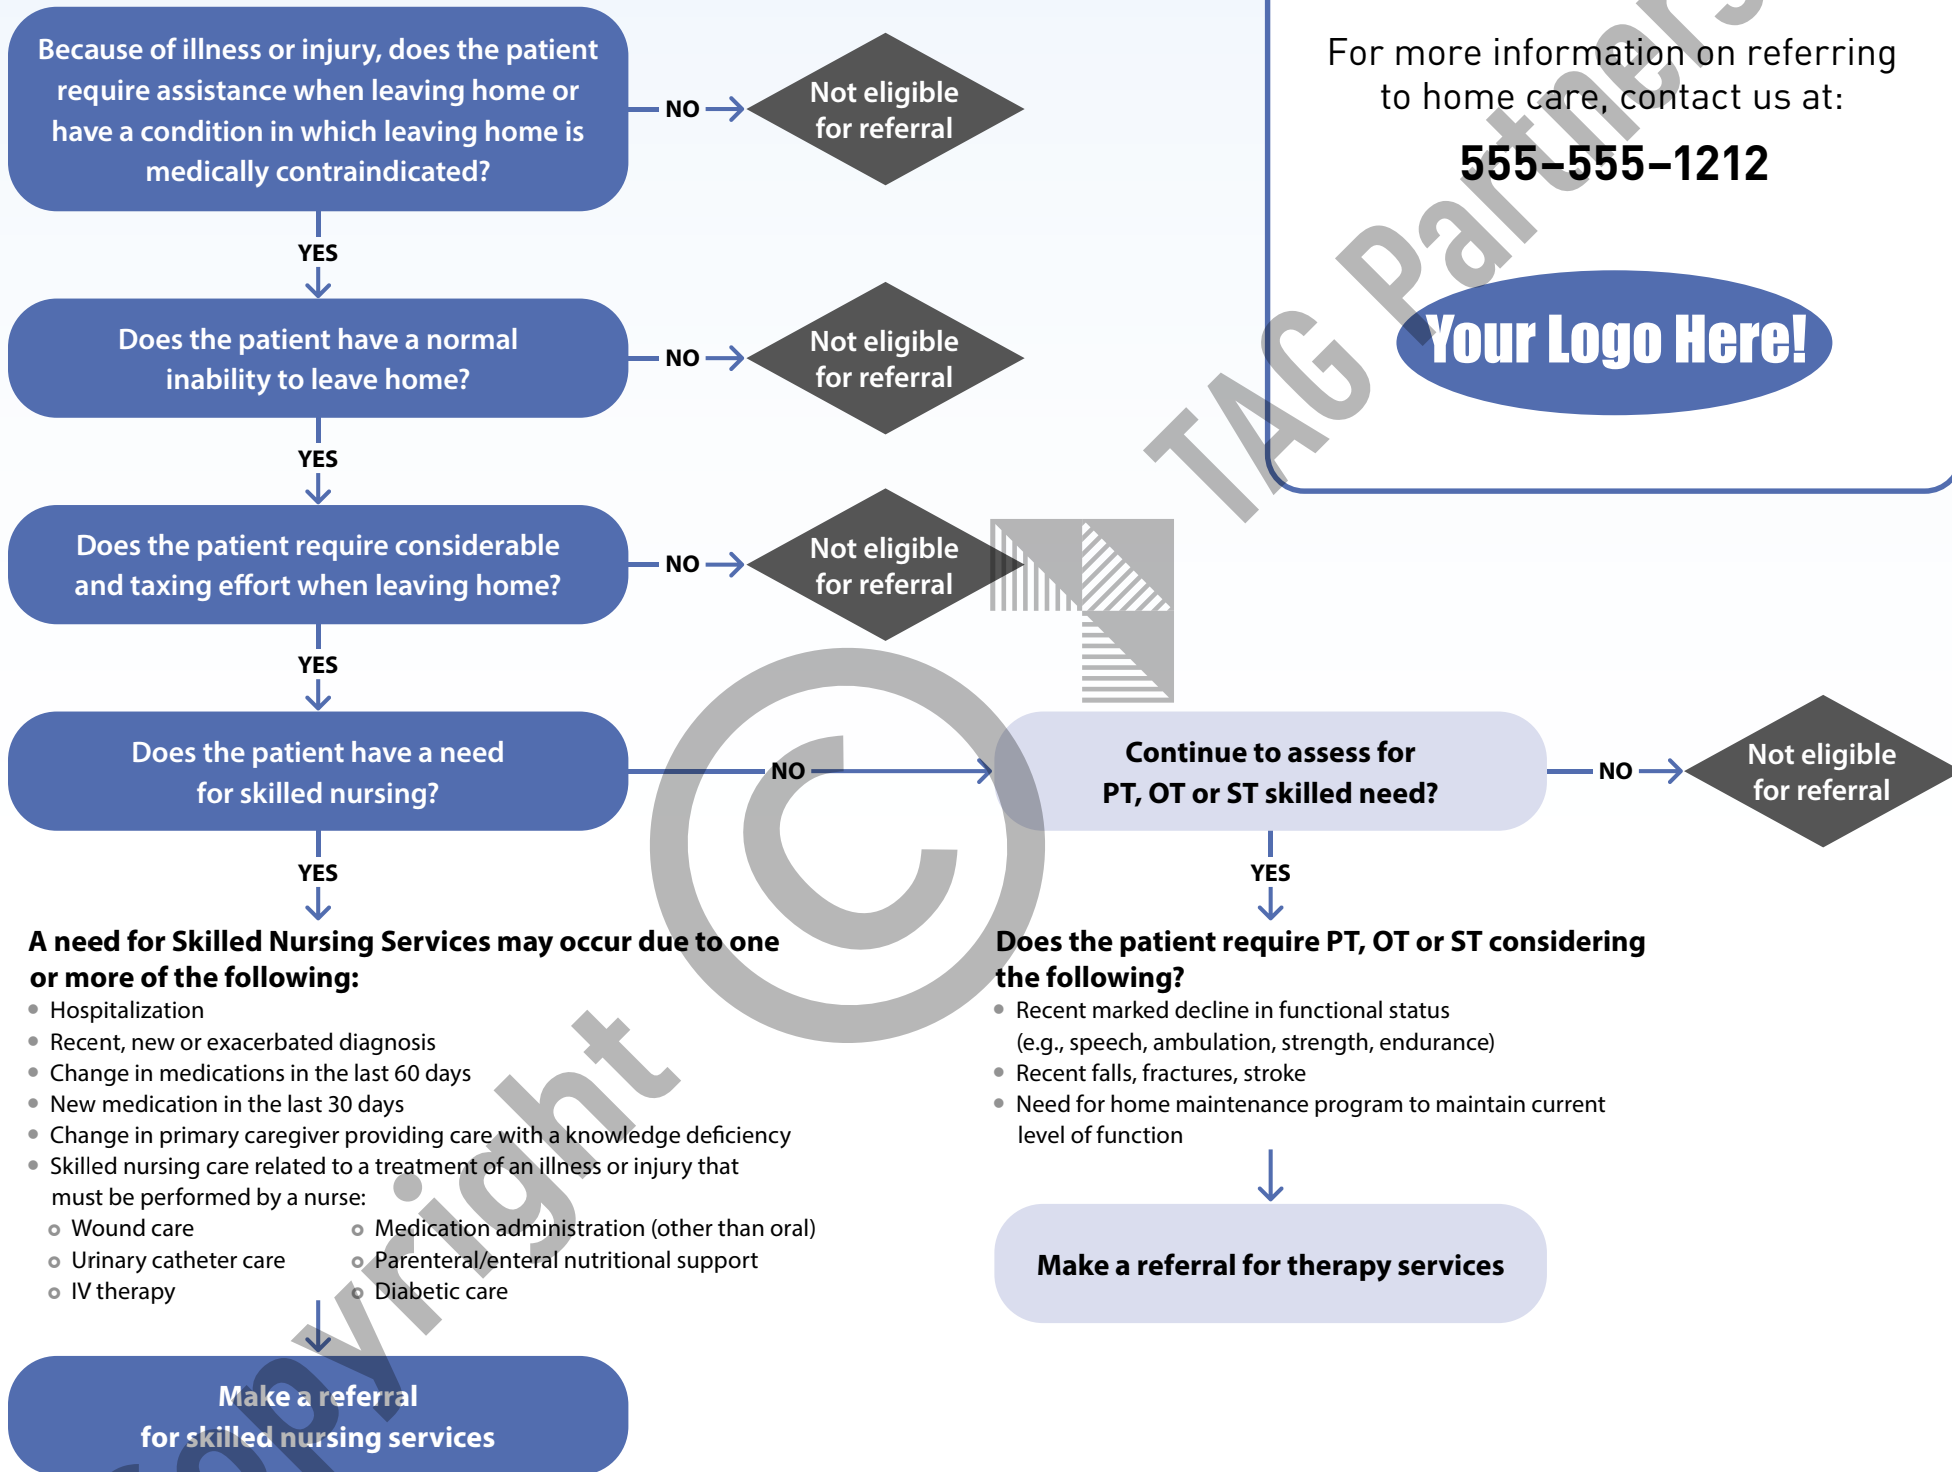 Because of illness or injury, does the patient
require assistance when leaving home or
have a condition in which leaving home is
medically contraindicated?
NO
Not eligible
for referral
For more information on referring
to home care, contact us at:
555–555–1212
Your Logo Here!
YES
Does the patient have a normal
inability to leave home?
NO
Not eligible
for referral
YES
Does the patient require considerable
and taxing effort when leaving home?
NO
Not eligible
for referral
YES
Does the patient have a need
for skilled nursing?
NO
Continue to assess for
PT, OT or ST skilled need?
NO
Not eligible
for referral
YES
A need for Skilled Nursing Services may occur due to one
or more of the following:
• Hospitalization
• Recent, new or exacerbated diagnosis
• Change in medications in the last 60 days
• New medication in the last 30 days
• Change in primary caregiver providing care with a knowledge deficiency
• Skilled nursing care related to a treatment of an illness or injury that
must be performed by a nurse:
Wound care
Urinary catheter care
IV therapy
Medication administration (other than oral)
Parenteral/enteral nutritional support
Diabetic care
Make a referral
for skilled nursing services
YES
Does the patient require PT, OT or ST considering
the following?
• Recent marked decline in functional status
(e.g., speech, ambulation, strength, endurance)
• Recent falls, fractures, stroke
• Need for home maintenance program to maintain current
level of function
Make a referral for therapy services
Copyright © TAG Partners